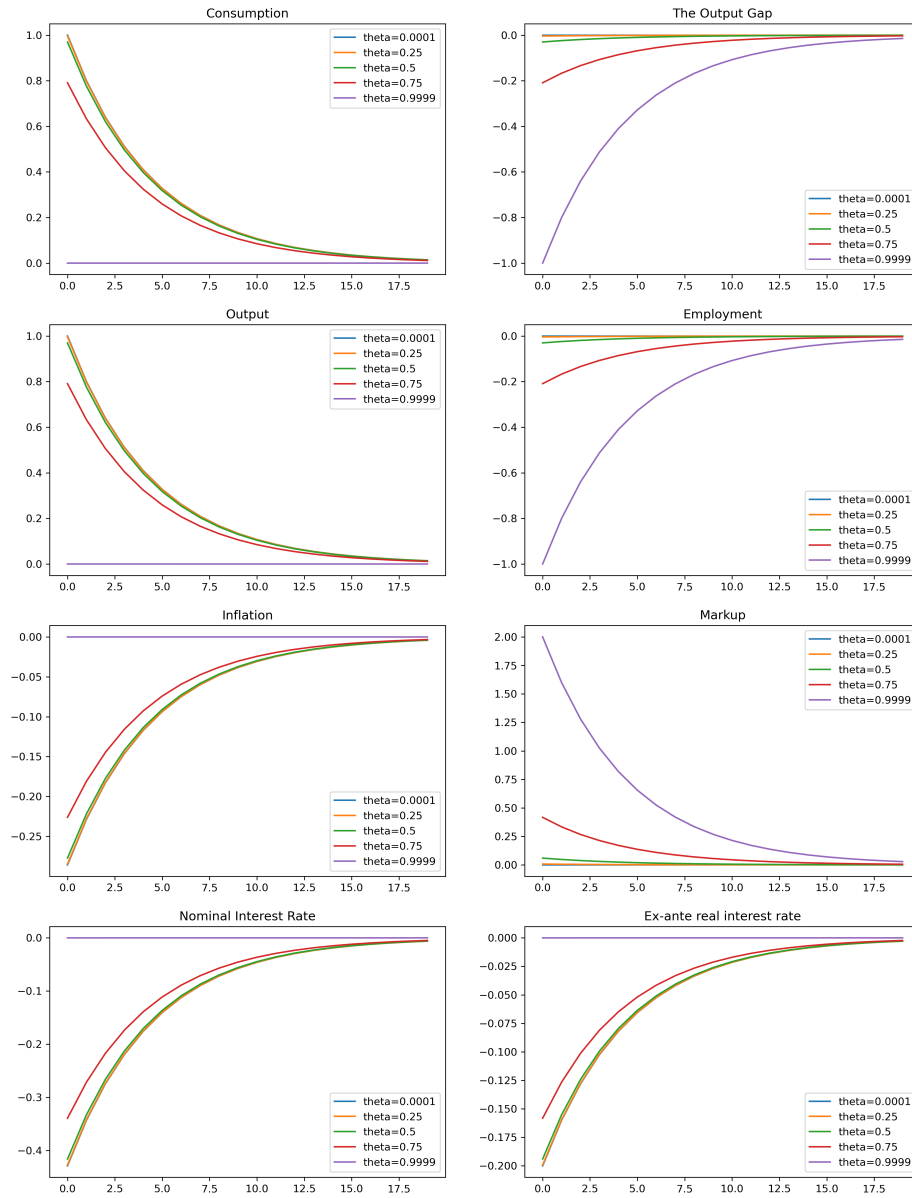 Consumption
1.0
0.8
0.6
0.4
0.2
0.0
theta=0.0001
theta=0.25
theta=0.5
theta=0.75
theta=0.9999
0.0 2.5 5.0 7.5 10.0 12.5 15.0 17.5
The Output Gap
0.0
−0.2
−0.4
−0.6
−0.8
−1.0
theta=0.0001
theta=0.25
theta=0.5
theta=0.75
theta=0.9999
0.0 2.5 5.0 7.5 10.0 12.5 15.0 17.5
Output
1.0
0.8
0.6
0.4
0.2
0.0
theta=0.0001
theta=0.25
theta=0.5
theta=0.75
theta=0.9999
0.0 2.5 5.0 7.5 10.0 12.5 15.0 17.5
Employment
0.0
−0.2
−0.4
−0.6
−0.8
−1.0
theta=0.0001
theta=0.25
theta=0.5
theta=0.75
theta=0.9999
0.0 2.5 5.0 7.5 10.0 12.5 15.0 17.5
Inflation
0.00
−0.05
−0.10
−0.15
−0.20
−0.25
theta=0.0001
theta=0.25
theta=0.5
theta=0.75
theta=0.9999
0.0 2.5 5.0 7.5 10.0 12.5 15.0 17.5
Markup
2.00
1.75
1.50
1.25
1.00
0.75
0.50
0.25
0.00
theta=0.0001
theta=0.25
theta=0.5
theta=0.75
theta=0.9999
0.0 2.5 5.0 7.5 10.0 12.5 15.0 17.5
Nominal Interest Rate
0.0
−0.1
−0.2
−0.3
−0.4
theta=0.0001
theta=0.25
theta=0.5
theta=0.75
theta=0.9999
0.0 2.5 5.0 7.5 10.0 12.5 15.0 17.5
Ex-ante real interest rate
0.000
−0.025
−0.050
−0.075
−0.100
−0.125
−0.150
−0.175
−0.200
theta=0.0001
theta=0.25
theta=0.5
theta=0.75
theta=0.9999
0.0 2.5 5.0 7.5 10.0 12.5 15.0 17.5